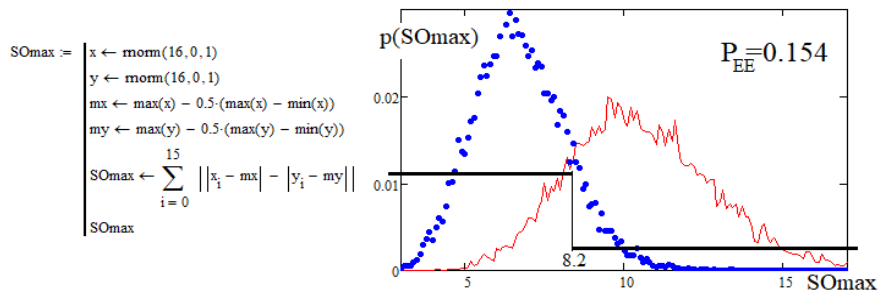 SOmax := x ← rnorm(16,0,1)
y ← rnorm(16,0,1)
mx ← max(x) − 0.5·(max(x) − min(x))
my ← max(y) − 0.5·(max(y) − min(y))
SOmax ← 15 ∑ i = 0 ||x_i − mx| − |y_i − my||
SOmax
p(SOmax)
P_EE=0.154
0.02
0.01
0
5
8.2
10
15
SOmax